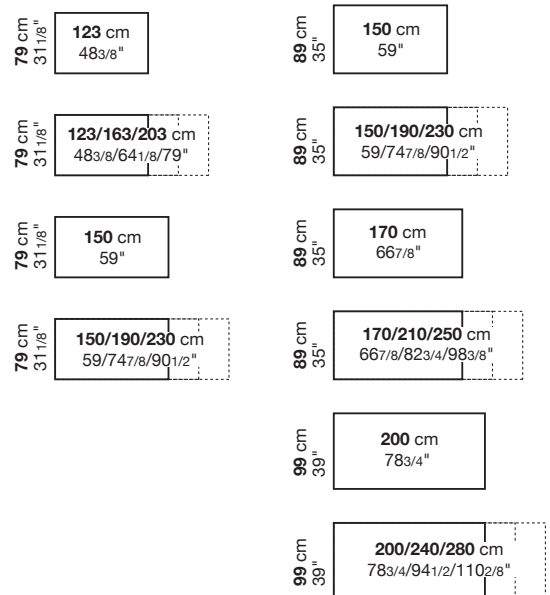 79 cm
31 1/8"
123 cm
48 3/8"
79 cm
31 1/8"
123/163/203 cm
48 3/8/64 1/8/79"
79 cm
31 1/8"
150 cm
59"
79 cm
31 1/8"
150/190/230 cm
59/74 7/8/90 1/2"
89 cm
35"
150 cm
59"
89 cm
35"
150/190/230 cm
59/74 7/8/90 1/2"
89 cm
35"
170 cm
66 7/8"
89 cm
35"
170/210/250 cm
66 7/8/82 3/4/98 3/8"
99 cm
39"
200 cm
78 3/4"
99 cm
39"
200/240/280 cm
78 3/4/94 1/2/110 2/8"